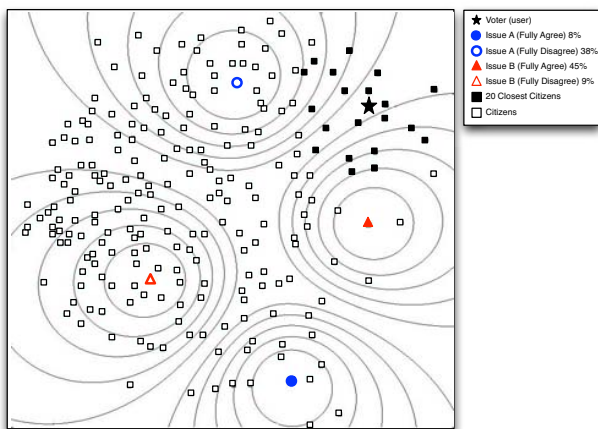 Voter (user)
Issue A (Fully Agree) 8%
Issue A (Fully Disagree) 38%
Issue B (Fully Agree) 45%
Issue B (Fully Disagree) 9%
20 Closest Citizens
Citizens